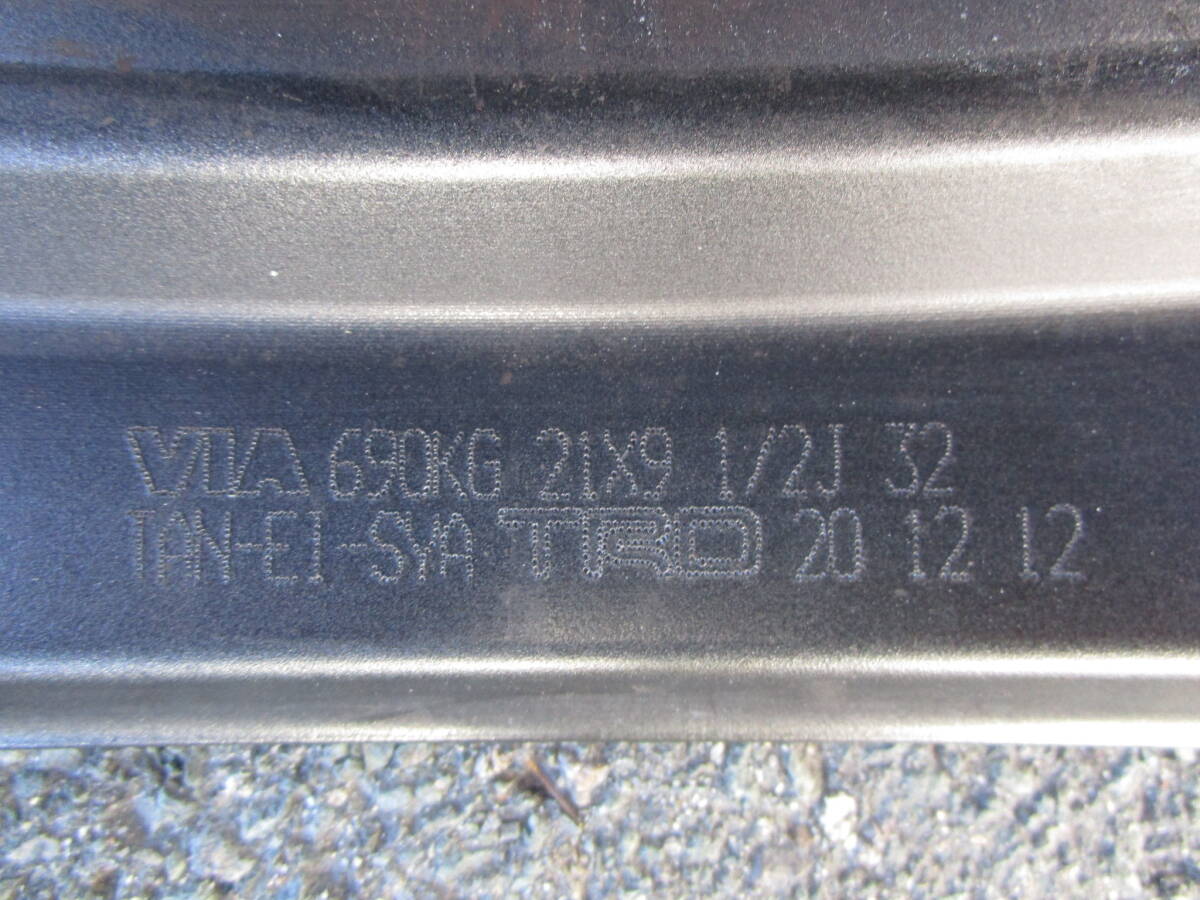 VIA 690KG 21X9 1/2J 32
TAN-EI-SYA TRD 20 12 12